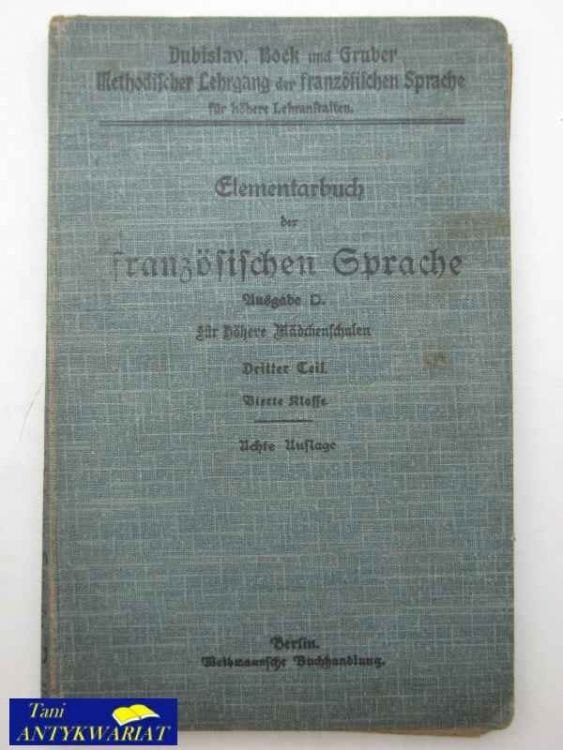 Dubislav, Boek und Gruber
Methodischer Lehrgang der französischen Sprache
für höhere Lehranstalten.
Elementarbuch
der
französischen Sprache
Ausgabe D.
Für höhere Mädchenschulen
Dritter Teil.
Vierte Klasse
Achte Auflage
Berlin.
Weidmannsche Buchhandlung.
Tani
ANTYKWARIAT